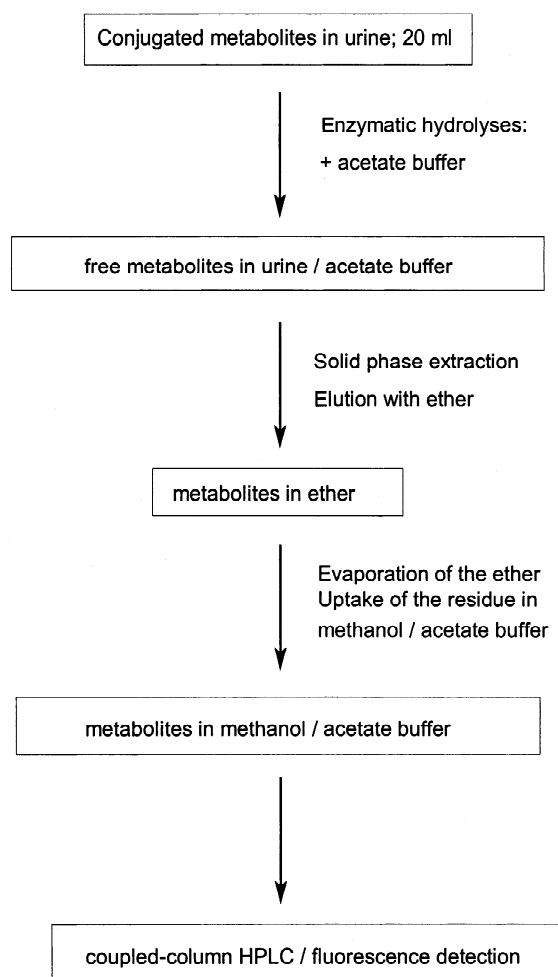 Conjugated metabolites in urine; 20 ml
Enzymatic hydrolyses:
+ acetate buffer
free metabolites in urine / acetate buffer
Solid phase extraction
Elution with ether
metabolites in ether
Evaporation of the ether
Uptake of the residue in
methanol / acetate buffer
metabolites in methanol / acetate buffer
coupled-column HPLC / fluorescence detection